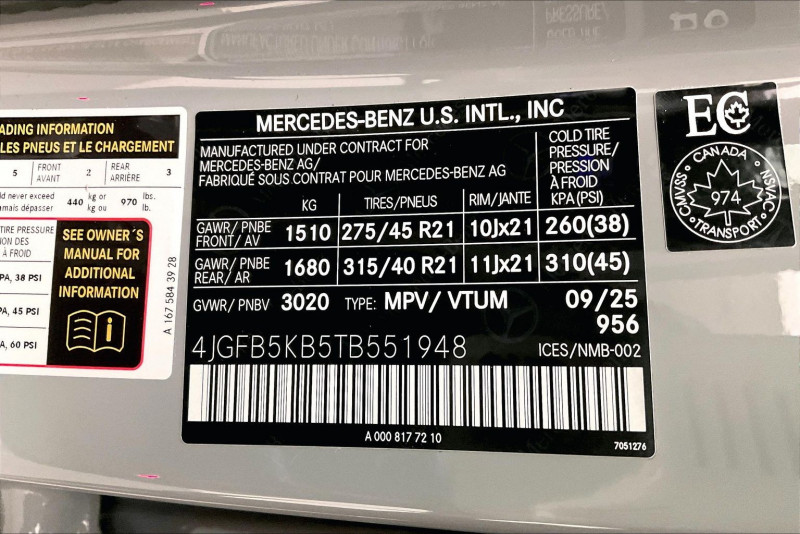 ADING INFORMATION
LES PNEUS ET LE CHARGEMENT
5 FRONT AVANT 2 REAR ARRIÈRE 3
ld never exceed
amais dépasser 440 kg or kg ou 970 lbs. lb.
TIRE PRESSURE
ON DES
À FROID
PA, 38 PSI
PA, 45 PSI
PA, 60 PSI
SEE OWNER´S
MANUAL FOR
ADDITIONAL
INFORMATION
A 167 584 39 28
MERCEDES-BENZ U.S. INTL., INC
MANUFACTURED UNDER CONTRACT FOR
MERCEDES-BENZ AG/
FABRIQUÉ SOUS CONTRAT POUR MERCEDES-BENZ AG
COLD TIRE
PRESSURE/
PRESSION
À FROID
KPA (PSI)
KG TIRES/PNEUS RIM/JANTE
GAWR/ PNBE
FRONT/ AV 1510 275/45 R21 10Jx21 260(38)
GAWR/ PNBE
REAR/ AR 1680 315/40 R21 11Jx21 310(45)
GVWR/ PNBV 3020 TYPE: MPV/ VTUM 09/25
956
4JGFB5KB5TB551948 ICES/NMB-002
A 000 817 72 10
7051276
EC
CANADA
CMVSS
974
NSVAC
TRANSPORT